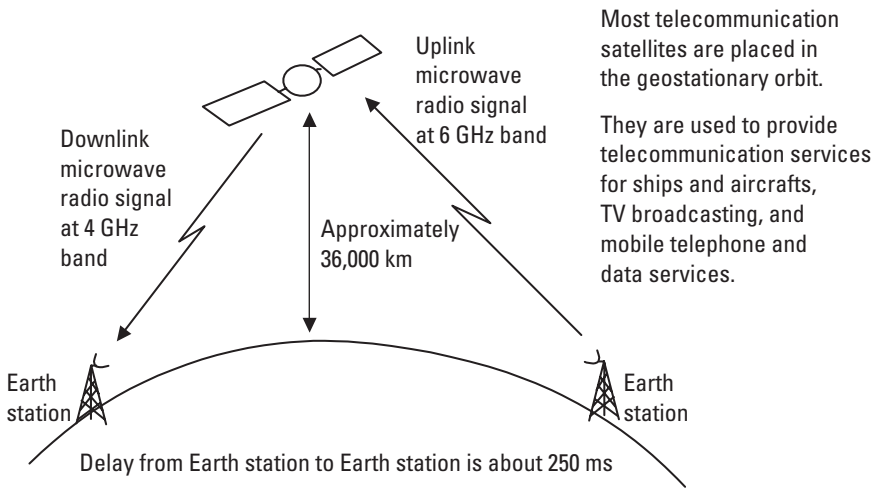 Most telecommunication
satellites are placed in
the geostationary orbit.
They are used to provide
telecommunication services
for ships and aircrafts,
TV broadcasting, and
mobile telephone and
data services.
Uplink
microwave
radio signal
at 6 GHz band
Downlink
microwave
radio signal
at 4 GHz
band
Approximately
36,000 km
Earth
station
Earth
station
Delay from Earth station to Earth station is about 250 ms